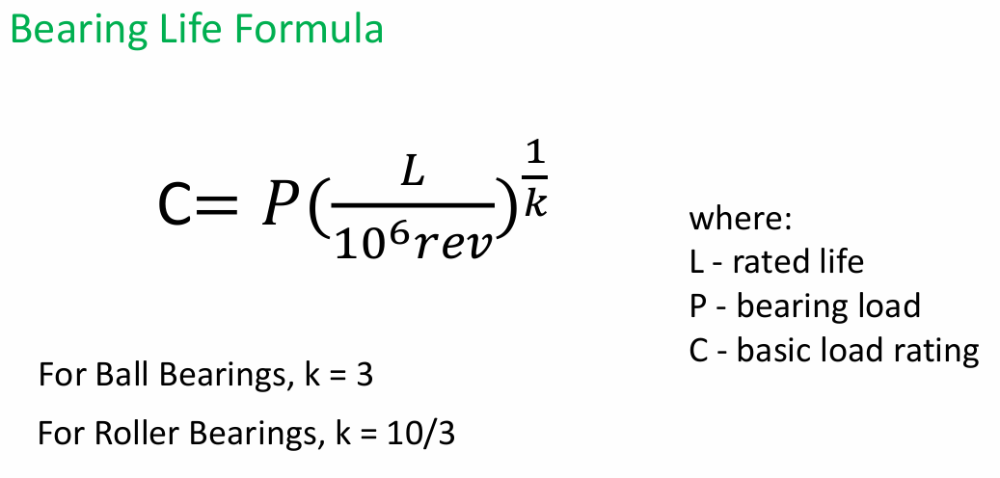 Bearing Life Formula
C= P(L/10⁶rev)^(1/k)
where:
L - rated life
P - bearing load
C - basic load rating
For Ball Bearings, k = 3
For Roller Bearings, k = 10/3